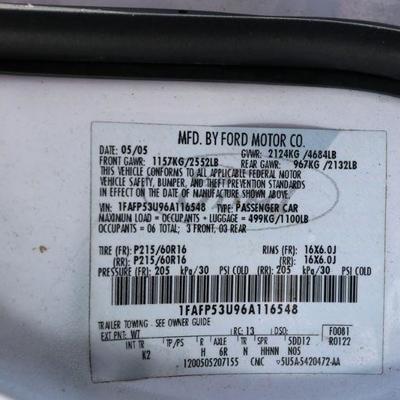 MFD. BY FORD MOTOR CO.
DATE: 05/05 GVWR: 2124KG /4684LB
FRONT GAWR: 1157KG/2552LB REAR GAWR: 967KG/2132LB
THIS VEHICLE CONFORMS TO ALL APPLICABLE FEDERAL MOTOR
VEHICLE SAFETY, BUMPER, AND THEFT PREVENTION STANDARDS
IN EFFECT ON THE DATE OF MANUFACTURE SHOWN ABOVE.
VIN: 1FAFP53U96A116548 TYPE: PASSENGER CAR
MAXIMUM LOAD = OCCUPANTS + LUGGAGE = 499KG/1100LB
OCCUPANTS = 06 TOTAL; 3 FRONT, 03 REAR
TIRE (FR): P215/60R16 RIMS (FR): 16X6.0J
(RR): P215/60R16 (RR): 16X6.0J
PRESSURE (FR): 205 kPa/30 PSI COLD (RR): 205 kPa/30 PSI COLD
1FAFP53U96A116548
TRAILER TOWING - SEE OWNER GUIDE
EXT PNT: WT RC: 13 DSO: F0081
INT TR TP/PS R AXLE TR SPR 5DD12 R0122
K2 H 6R N HHNN N05
1200505207155 CMJC 5U5A-5420472-AA